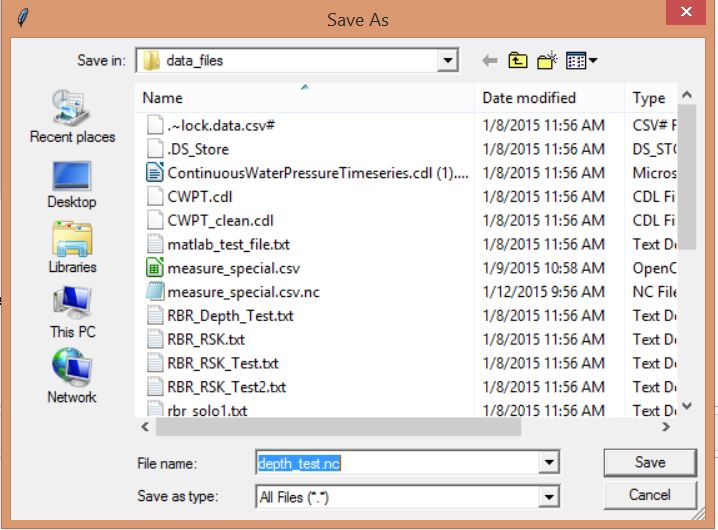 Save As
Save in: data_files
Name Date modified Type
.~lock.data.csv# 1/8/2015 11:56 AM CSV# F
.DS_Store 1/8/2015 11:56 AM DS_STO
ContinuousWaterPressureTimeseries.cdl (1).... 1/8/2015 11:56 AM Micros
CWPT.cdl 1/8/2015 11:56 AM CDL Fi
CWPT_clean.cdl 1/8/2015 11:56 AM CDL Fi
matlab_test_file.txt 1/8/2015 11:56 AM Text Do
measure_special.csv 1/9/2015 10:58 AM OpenC
measure_special.csv.nc 1/12/2015 9:56 AM NC File
RBR_Depth_Test.txt 1/8/2015 11:56 AM Text Do
RBR_RSK.txt 1/8/2015 11:56 AM Text Do
RBR_RSK_Test.txt 1/8/2015 11:56 AM Text Do
RBR_RSK_Test2.txt 1/8/2015 11:56 AM Text Do
rbr_solo1.txt 1/8/2015 11:56 AM Text Do
Recent places
Desktop
Libraries
This PC
Network
File name: depth_test.nc Save
Save as type: All Files (*.*) Cancel